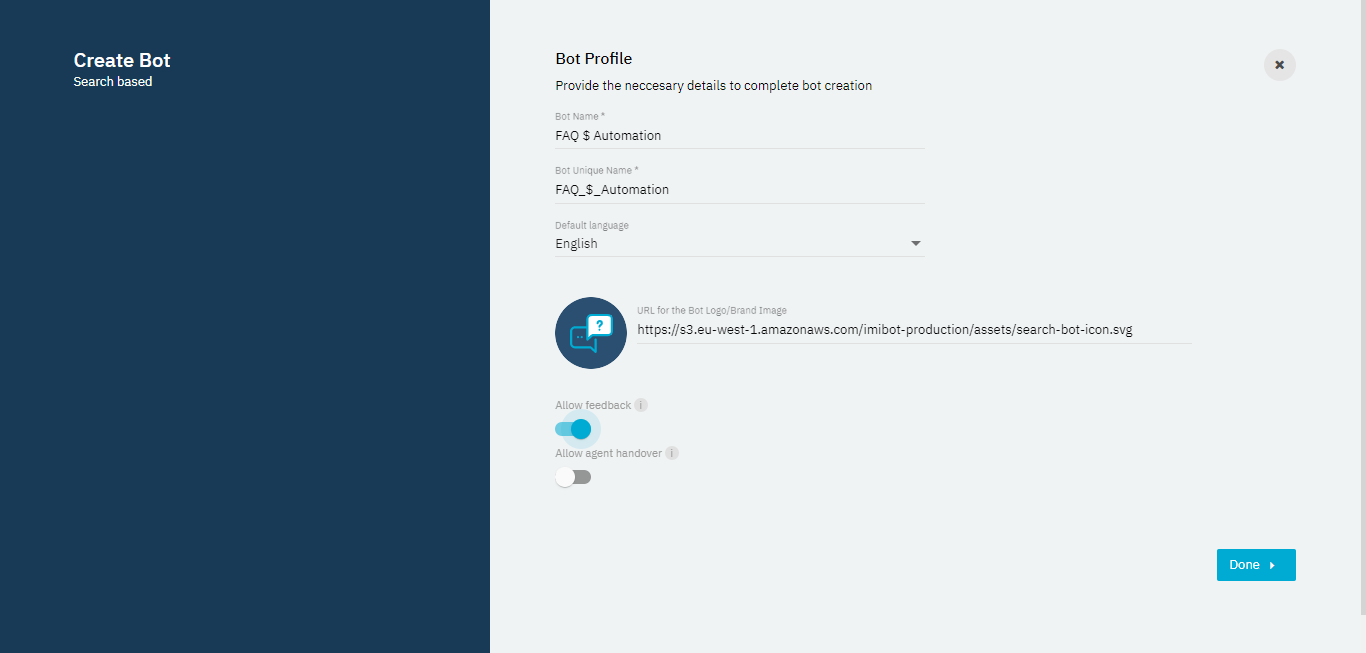 Create Bot
Search based
Bot Profile
Provide the neccesary details to complete bot creation
Bot Name *
FAQ $ Automation
Bot Unique Name *
FAQ_$_Automation
Default language
English
?
URL for the Bot Logo/Brand Image
https://s3.eu-west-1.amazonaws.com/imibot-production/assets/search-bot-icon.svg
Allow feedback i
Allow agent handover i
Done